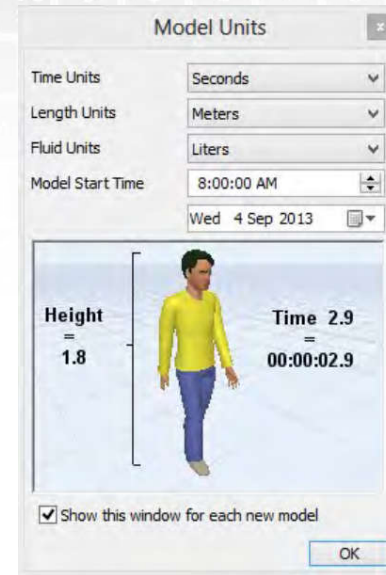 Model Units
x
Time Units Seconds
Length Units Meters
Fluid Units Liters
Model Start Time 8:00:00 AM
Wed 4 Sep 2013
Height
=
1.8
Time 2.9
=
00:00:02.9
Show this window for each new model
OK